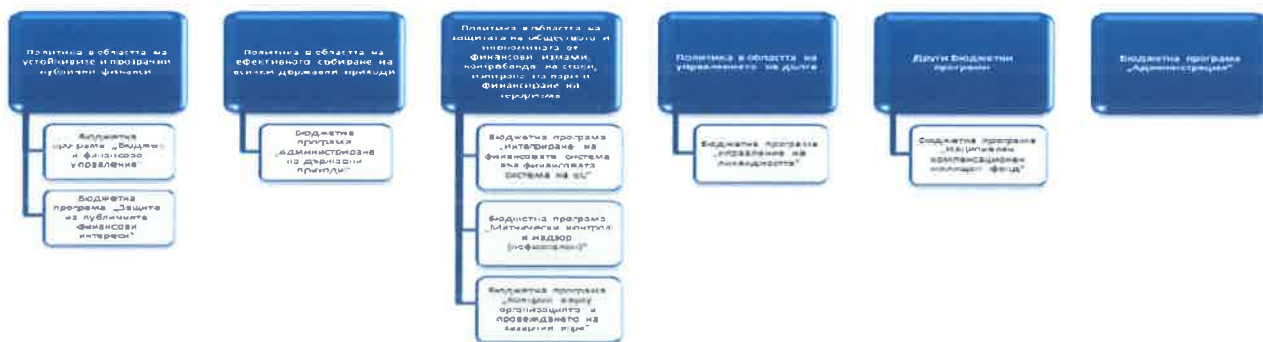 Политика в областта на
устойчивите и прозрачни
публични финанси
Бюджетна
програма „Бюджет
и финансово
управление"
Бюджетна
програма „Защита
на публичните
финансови
интереси"
Политика в областта на
ефективното събиране на
всички държавни приходи
Бюджетна
програма
„Администриране
на държавни
приходи"
Политика в областта на
защитата на обществото и
икономиката от
финансови измами,
контрабанда на стоки,
изпиране на пари и
финансиране на
тероризма
Бюджетна програма
„Интегриране на
финансовата система
във финансовата
система на ЕС"
Бюджетна програма
„Митнически контрол
и надзор
Бюджетна програма
„Контрол върху
организацията и
провеждането на
хазартни игри"
Политика в областта на
управлението на дълга
Бюджетна програма
„Управление на
ликвидността"
Други бюджетни
програми
Бюджетна програма
„Национален
компенсационен
жилищен фонд"
Бюджетна програма
„Администрация"